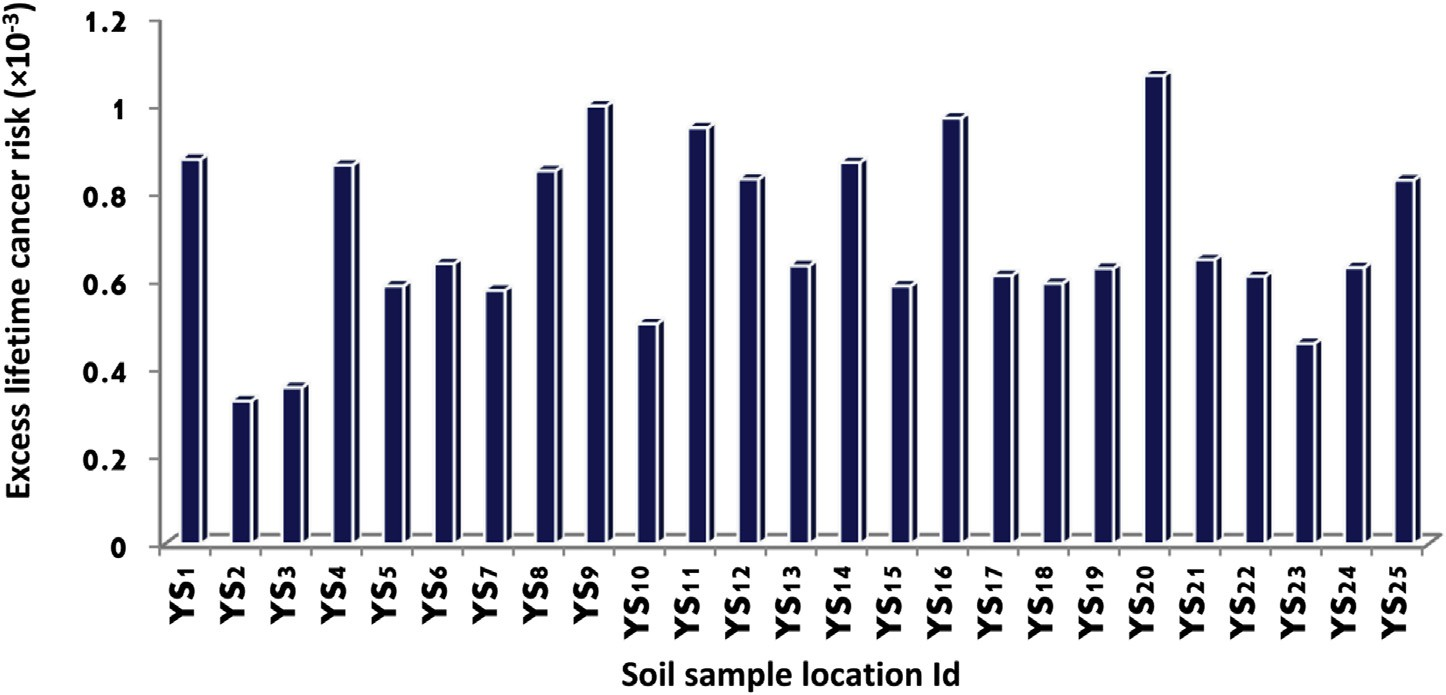 Excess lifetime cancer risk (×10⁻³)
1.2
1
0.8
0.6
0.4
0.2
0
YS₁
YS₂
YS₃
YS₄
YS₅
YS₆
YS₇
YS₈
YS₉
YS₁₀
YS₁₁
YS₁₂
YS₁₃
YS₁₄
YS₁₅
YS₁₆
YS₁₇
YS₁₈
YS₁₉
YS₂₀
YS₂₁
YS₂₂
YS₂₃
YS₂₄
YS₂₅
Soil sample location Id